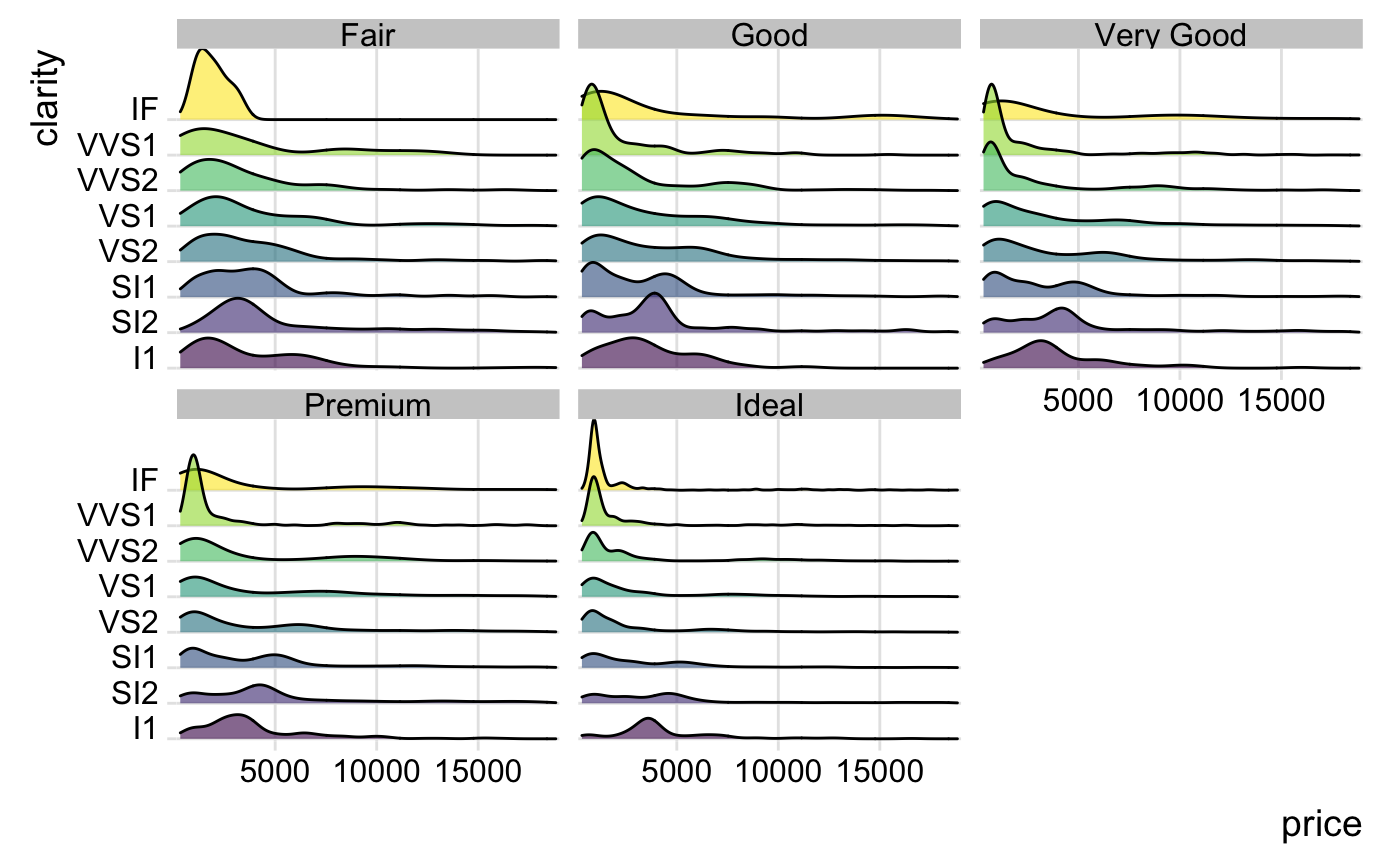 clarity
Fair Good Very Good
IF
VVS1
VVS2
VS1
VS2
SI1
SI2
I1
5000 10000 15000
Premium Ideal
IF
VVS1
VVS2
VS1
VS2
SI1
SI2
I1
5000 10000 15000 5000 10000 15000
price